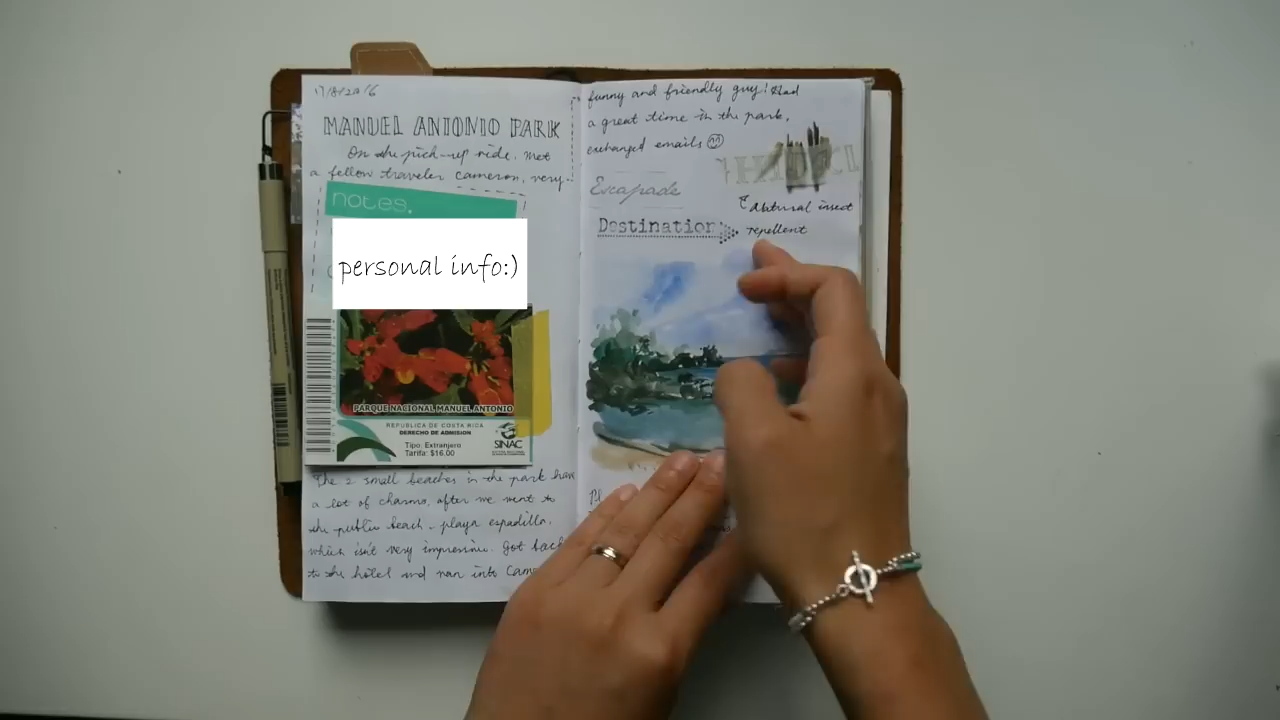 17/8/2016
MANUEL ANTONIO PARK
On the pick-up ride, met
a fellow traveler Cameron, very
notes.
personal info:)
PARQUE NACIONAL MANUEL ANTONIO
REPUBLICA DE COSTA RICA
DERECHO DE ADMISION
Tipo. Extranjero
Tarifa: $16.00
SINAC
The 2 small beaches in the park have
a lot of charms, after we went to
the public beach - playa espadilla,
which isn't very impressive. Got back
to the hotel and ran into Came
funny and friendly guy! Had
a great time in the park,
exchanged emails
Escapade
Destination
Natural insect
repellent